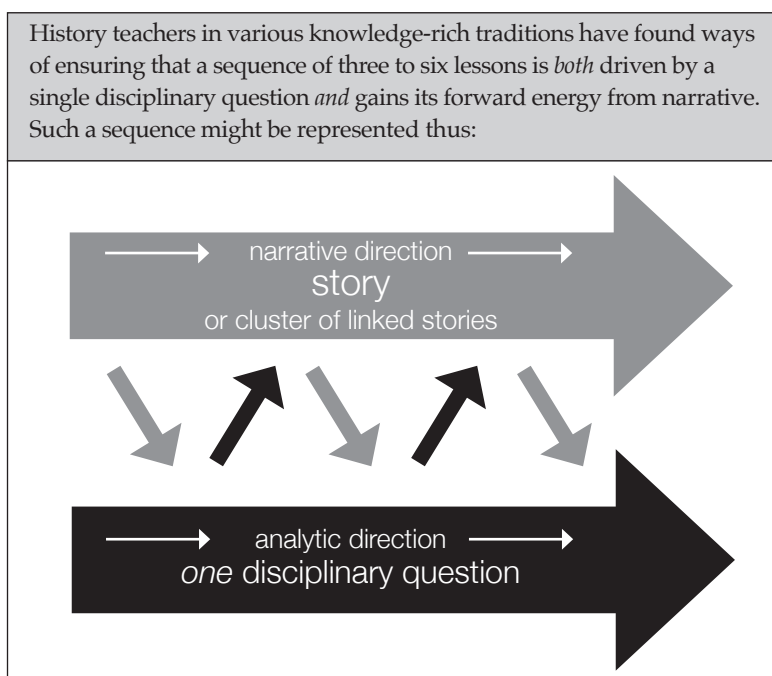 History teachers in various knowledge-rich traditions have found ways
of ensuring that a sequence of three to six lessons is both driven by a
single disciplinary question and gains its forward energy from narrative.
Such a sequence might be represented thus:
narrative direction
story
or cluster of linked stories
analytic direction
one disciplinary question